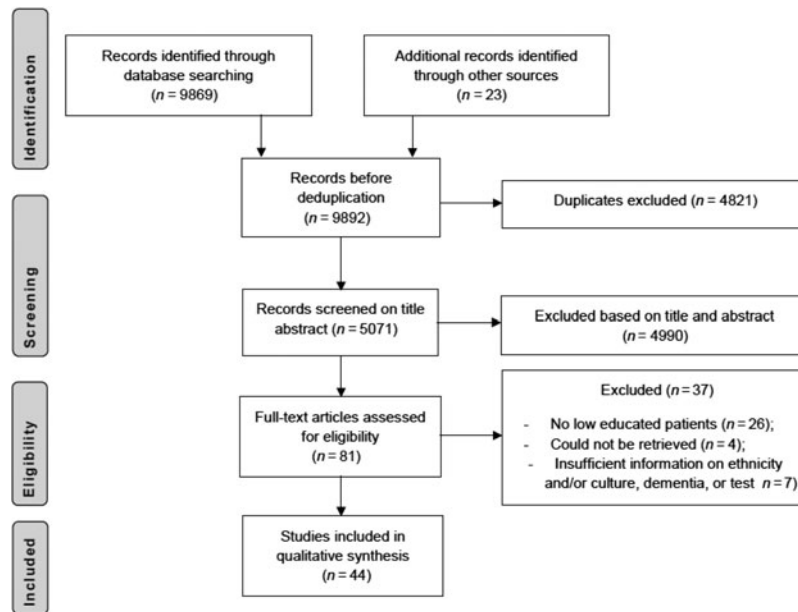 Identification
Records identified through
database searching
(n = 9869)
Additional records identified
through other sources
(n = 23)
Records before
deduplication
(n = 9892)
Duplicates excluded (n = 4821)
Screening
Records screened on title
abstract (n = 5071)
Excluded based on title and abstract
(n = 4990)
Eligibility
Full-text articles assessed
for eligibility
(n = 81)
Excluded (n = 37)
- No low educated patients (n = 26);
- Could not be retrieved (n = 4);
- Insufficient information on ethnicity
and/or culture, dementia, or test n = 7)
Included
Studies included in
qualitative synthesis
(n = 44)